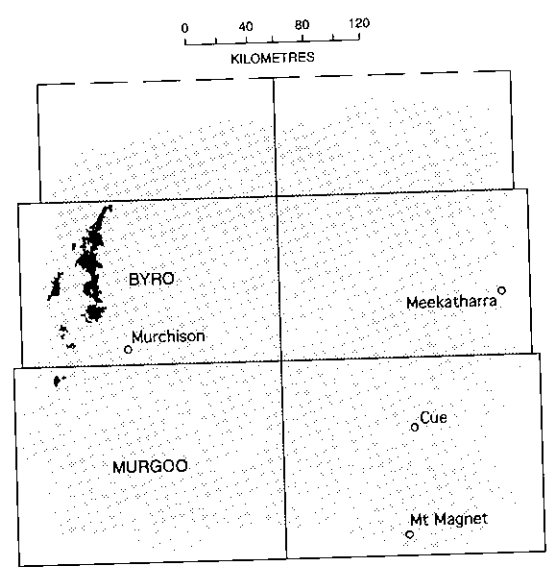 0 40 80 120
KILOMETRES
BYRO
Meekatharra
Murchison
Cue
MURGOO
Mt Magnet